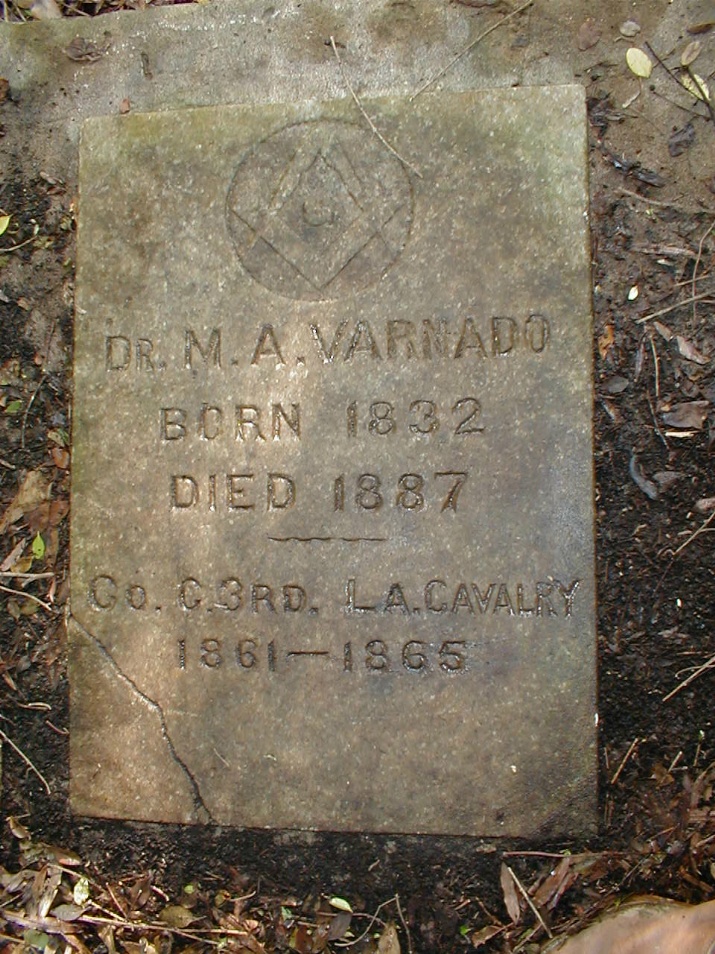 DR. M. A. VARNADO
BORN 1832
DIED 1887
CO. C. 3RD. LA. CAVALRY
1861—1865